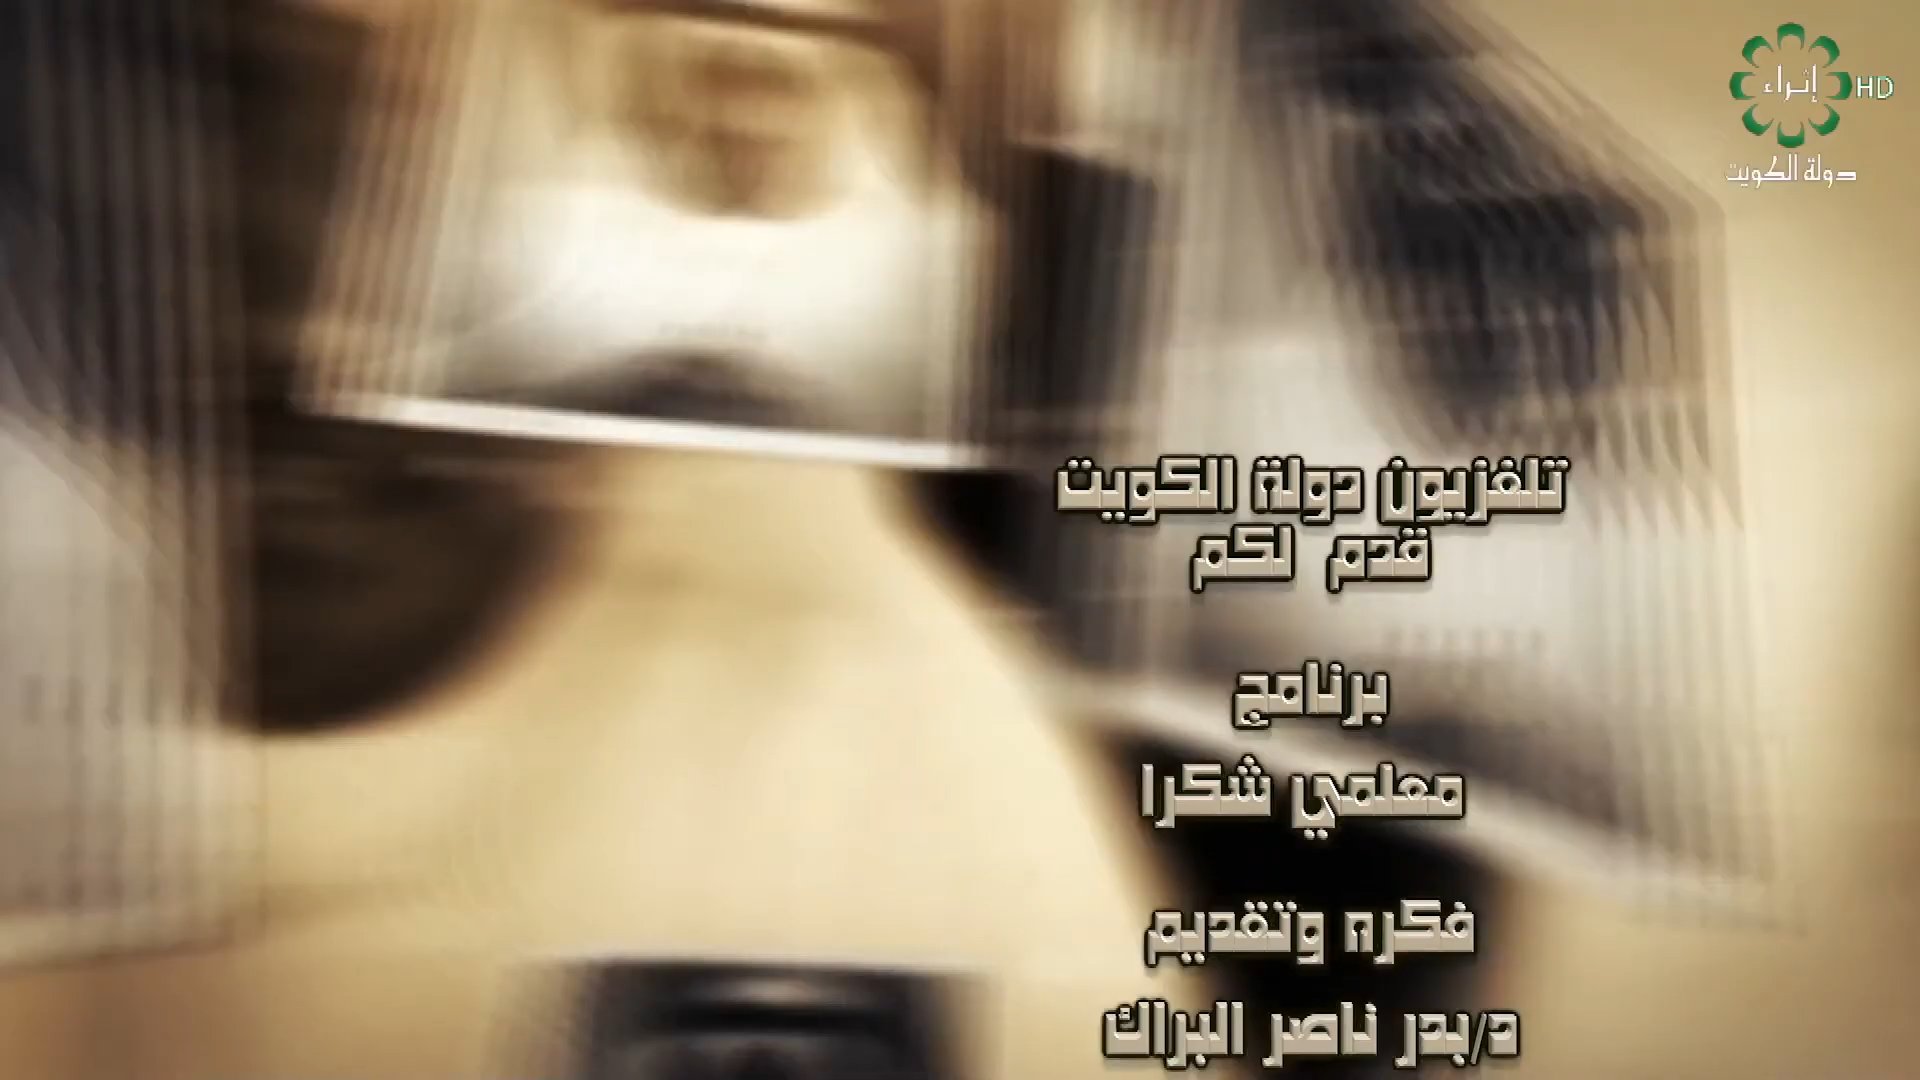 إثراء HD
دولة الكويت
تلفزيون دولة الكويت
قدم لكم
برنامج
معلمي شكرا
فكره وتقديم
د/بدر ناصر البراك